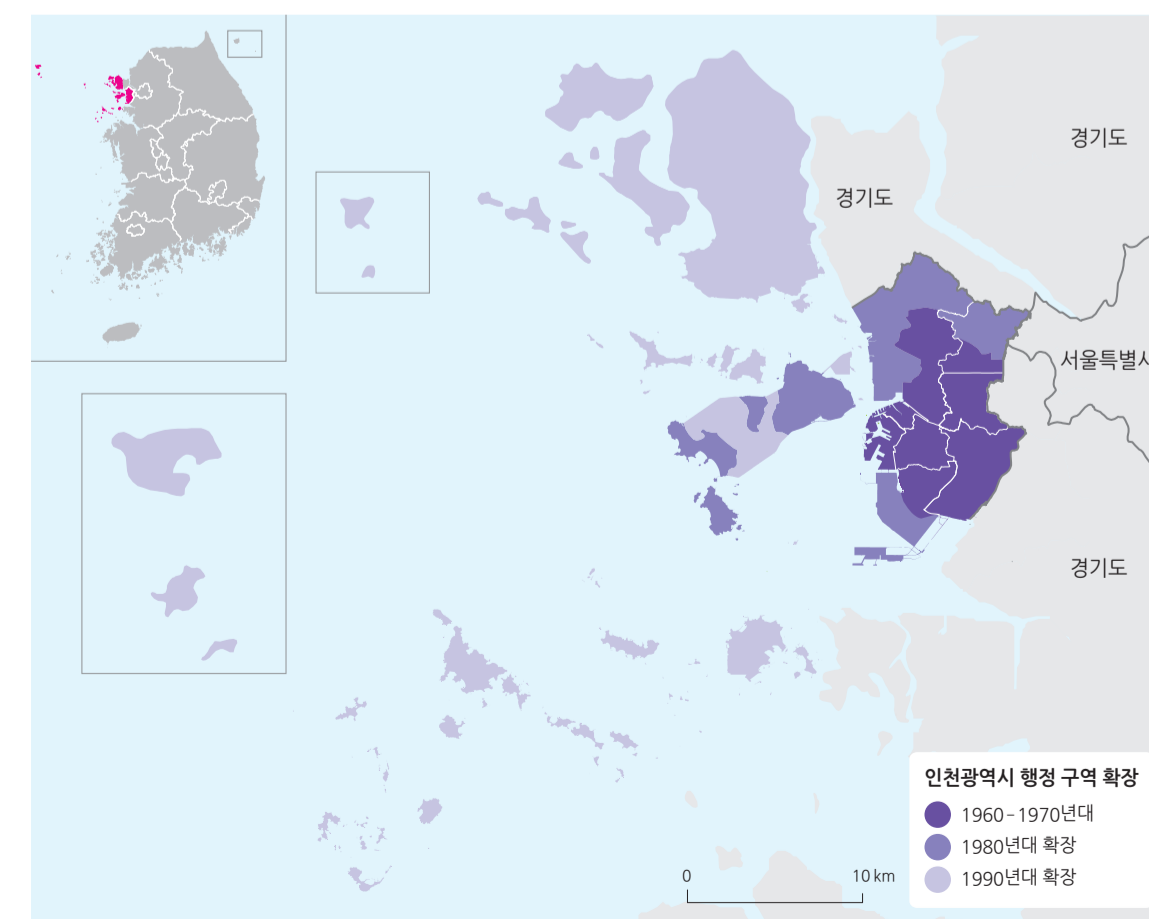 경기도
경기도
서울특별시
경기도
인천광역시 행정 구역 확장
1960-1970년대
1980년대 확장
1990년대 확장
0 10 km